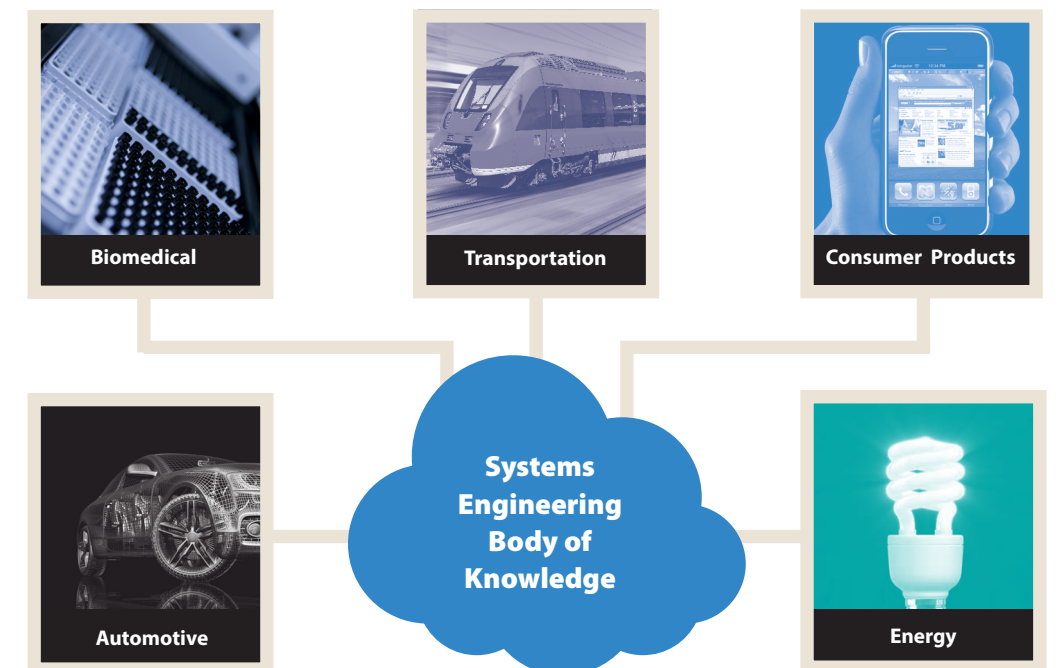 Biomedical
Transportation
Consumer Products
Systems
Engineering
Body of
Knowledge
Automotive
Energy